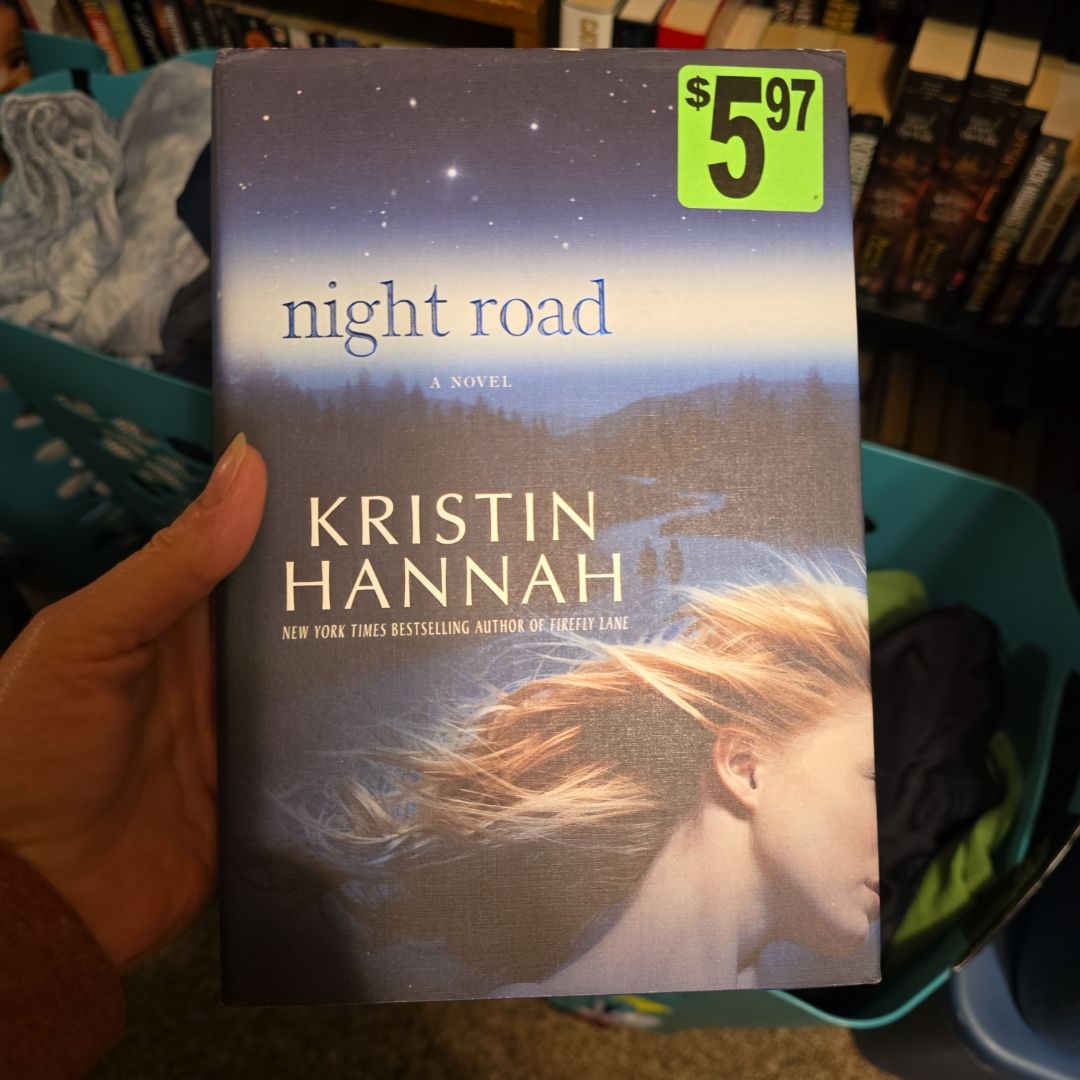 $5 97
night road
A NOVEL
KRISTIN
HANNAH
NEW YORK TIMES BESTSELLING AUTHOR OF FIREFLY LANE